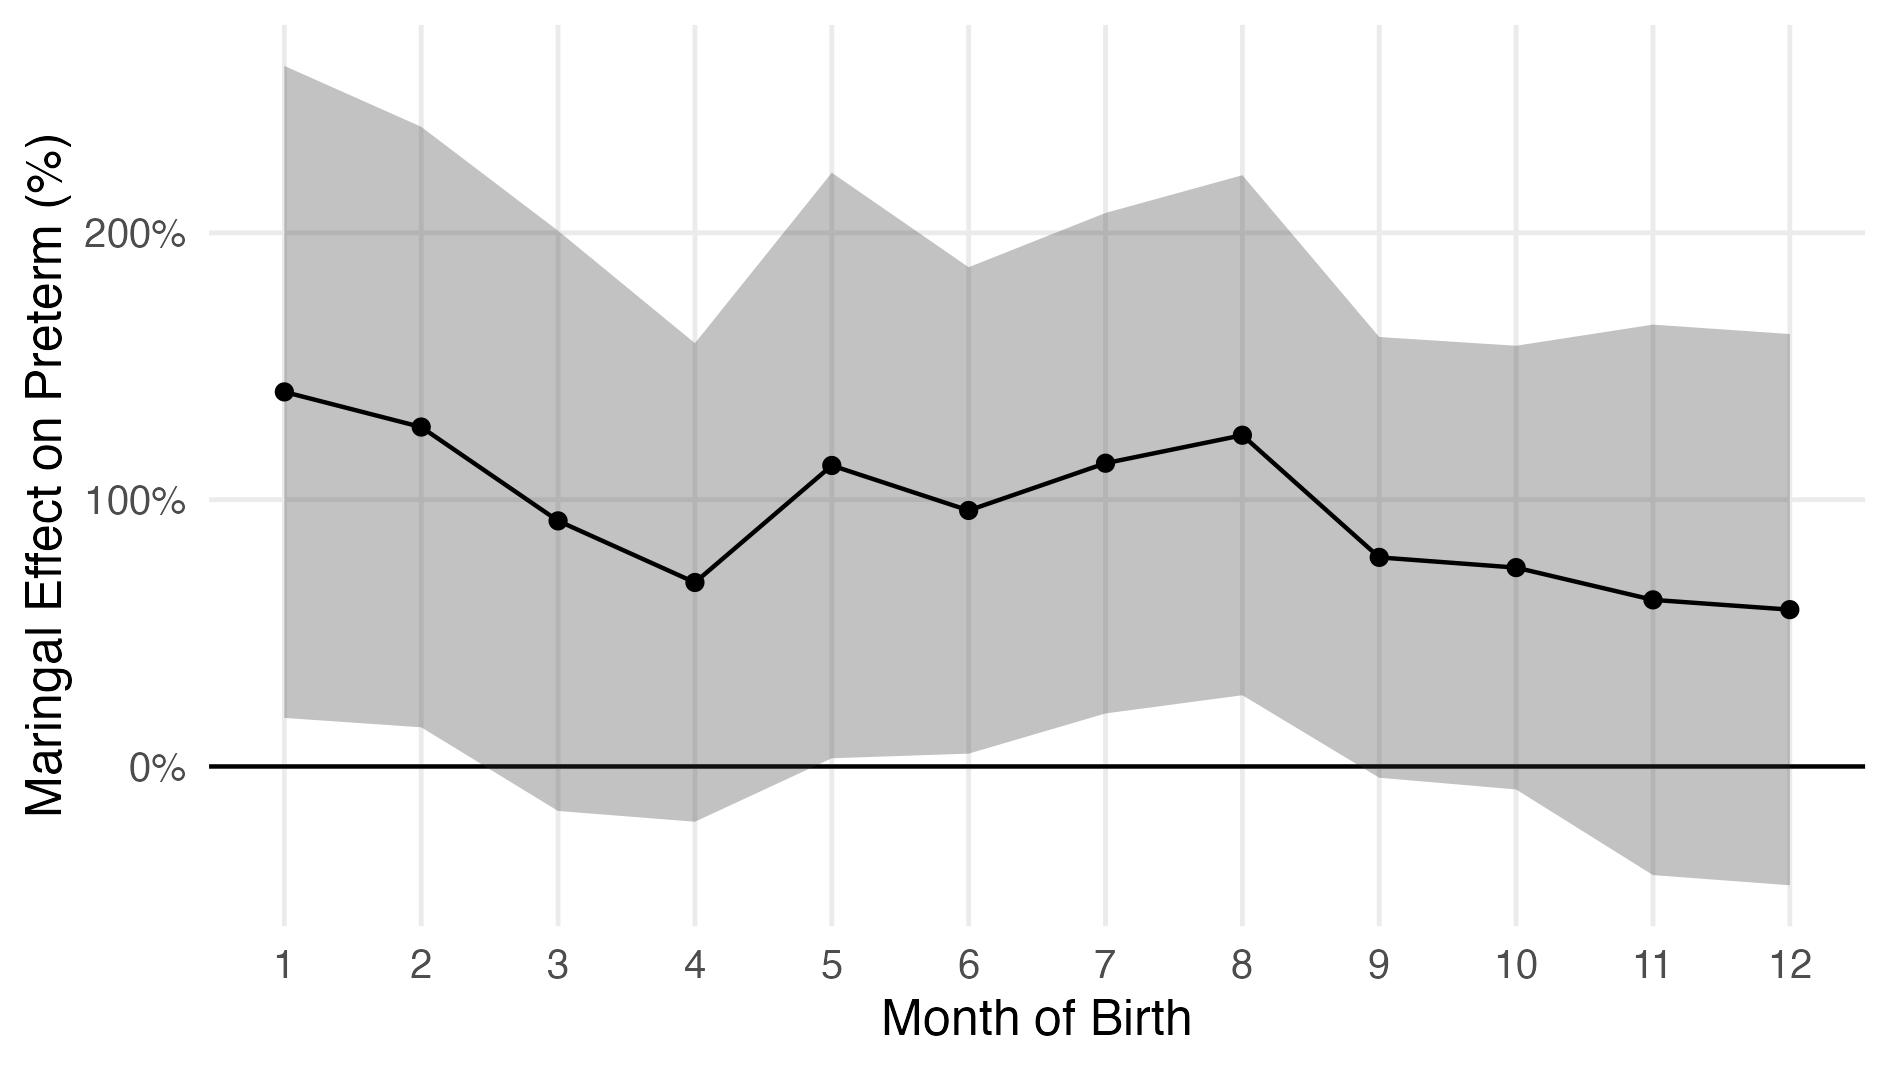 Maringal Effect on Preterm (%)
200%
100%
0%
1 2 3 4 5 6 7 8 9 10 11 12
Month of Birth